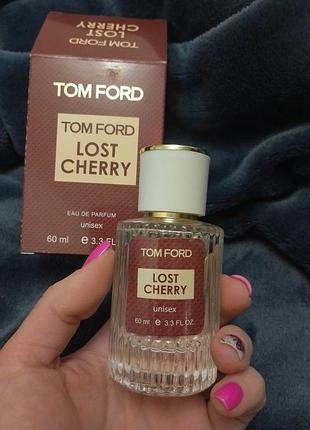 TOM FORD
LOST
CHERRY
TOM FORD
TOM FORD
LOST
CHERRY
EAU DE PARFUM
unisex
60 ml e 3.3 FL
TOM FORD
LOST
CHERRY
unisex
60 ml e 3.3 FL.OZ